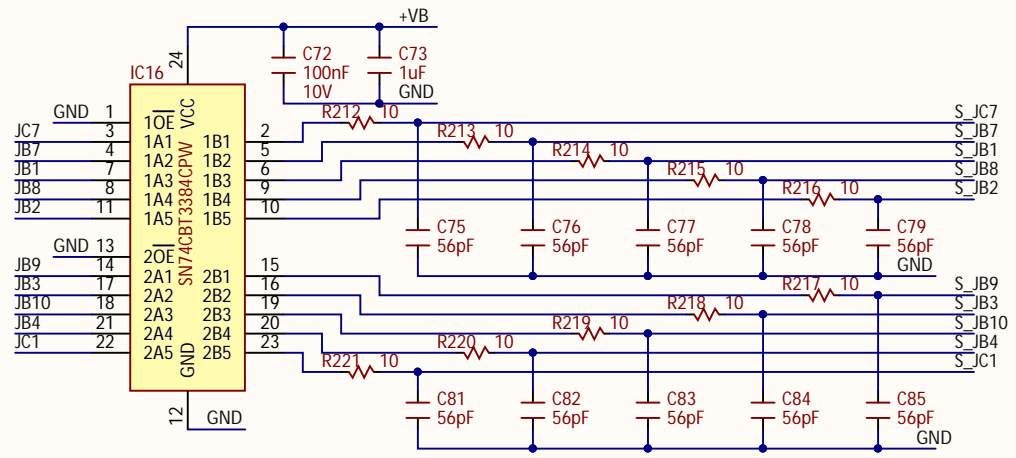 +VB
24
IC16
C72
100nF
10V
C73
1uF
GND
GND 1 1OE VCC
R212 10 S_JC7
JC7 3 1A1 1B1 2 R213 10 S_JB7
JB7 4 1A2 1B2 5 R214 10 S_JB1
JB1 7 1A3 1B3 6 R215 10 S_JB8
JB8 8 1A4 1B4 9 R216 10 S_JB2
JB2 11 1A5 1B5 10
SN74CBT3384CPW
C75
56pF
C76
56pF
C77
56pF
C78
56pF
C79
56pF
GND
GND 13 2OE
JB9 14 2A1 2B1 15 R217 10 S_JB9
JB3 17 2A2 2B2 16 R218 10 S_JB3
JB10 18 2A3 2B3 19 R219 10 S_JB10
JB4 21 2A4 2B4 20 R220 10 S_JB4
JC1 22 2A5 2B5 23 R221 10 S_JC1
GND
12 GND
C81
56pF
C82
56pF
C83
56pF
C84
56pF
C85
56pF
GND